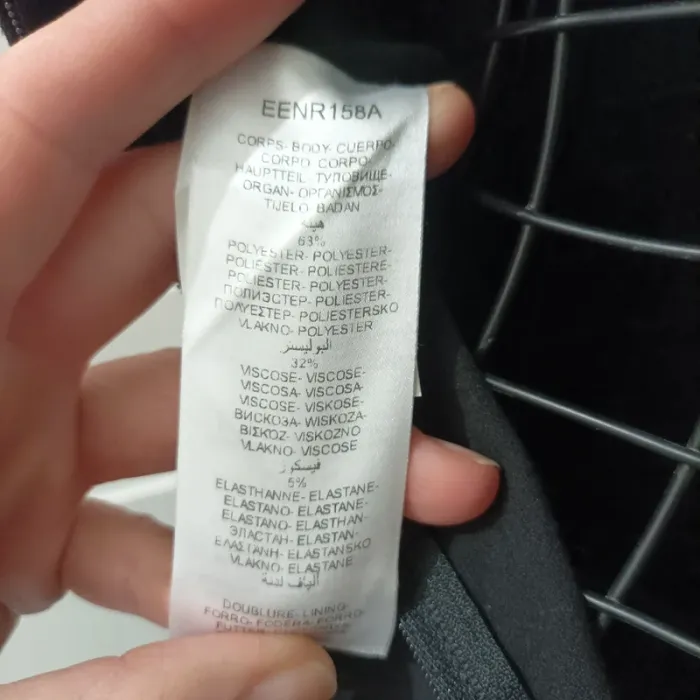 EENR158A
CORPS- BODY- CUERPO-
CORPO- CORPO-
HAUPTTEIL- ТУЛОВИЩЕ-
ORGAN- ΟΡΓΑΝΙΣΜΟΣ-
TIJELO- BADAN
هيئة
63%
POLYESTER- POLYESTER-
POLIESTER- POLIESTERE-
POLIESTER- POLYESTER-
ПОЛИЭСТЕР- POLIESTER-
ΠΟΛΥΕΣΤΕΡ- POLIESTERSKO
VLAKNO- POLYESTER
البوليستر
32%
VISCOSE- VISCOSE-
VISCOSA- VISCOSA-
VISCOSE- VISKOSE-
ВИСКОЗА- WISKOZA-
ΒΙΣΚΟΖ- VISKOZNO
VLAKNO- VISCOSE
فيسكوز
5%
ELASTHANNE- ELASTANE-
ELASTANO- ELASTANE-
ELASTANO- ELASTHAN-
ЭЛАСТАН- ELASTAN-
ΕΛΑΣΤΑΝΗ- ELASTANSKO
VLAKNO- ELASTANE
ألياف لدنة
DOUBLURE- LINING-
FORRO- FODERA- FORRO-